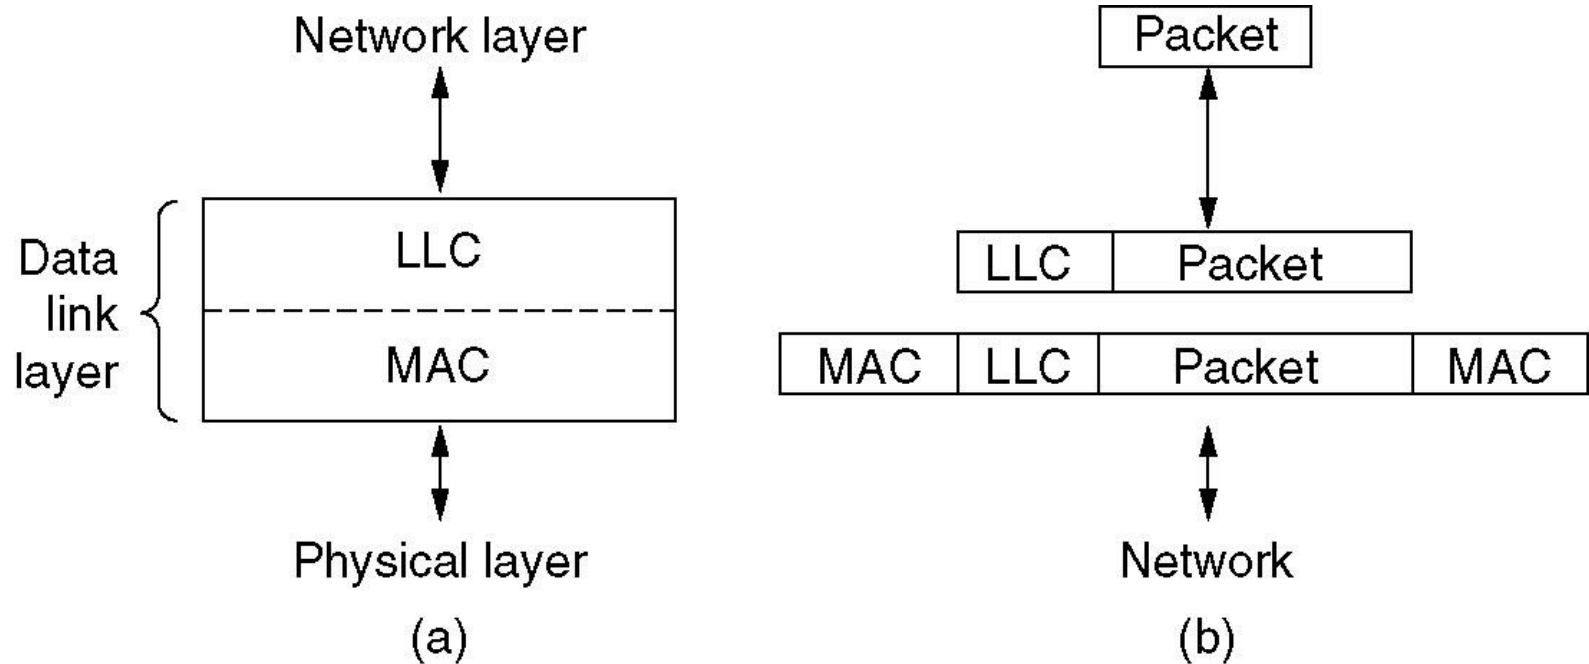 Network layer
Data
link
layer
LLC
MAC
Physical layer
(a)
Packet
LLC Packet
MAC LLC Packet MAC
Network
(b)